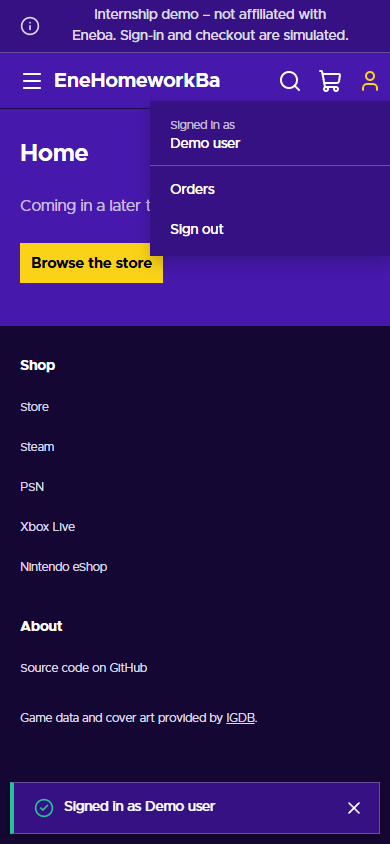 Internship demo – not affiliated with
Eneba. Sign-in and checkout are simulated.
EneHomeworkBa
Signed in as
Demo user
Orders
Sign out
Home
Coming in a later
Browse the store
Shop
Store
Steam
PSN
Xbox Live
Nintendo eShop
About
Source code on GitHub
Game data and cover art provided by IGDB.
Signed in as Demo user